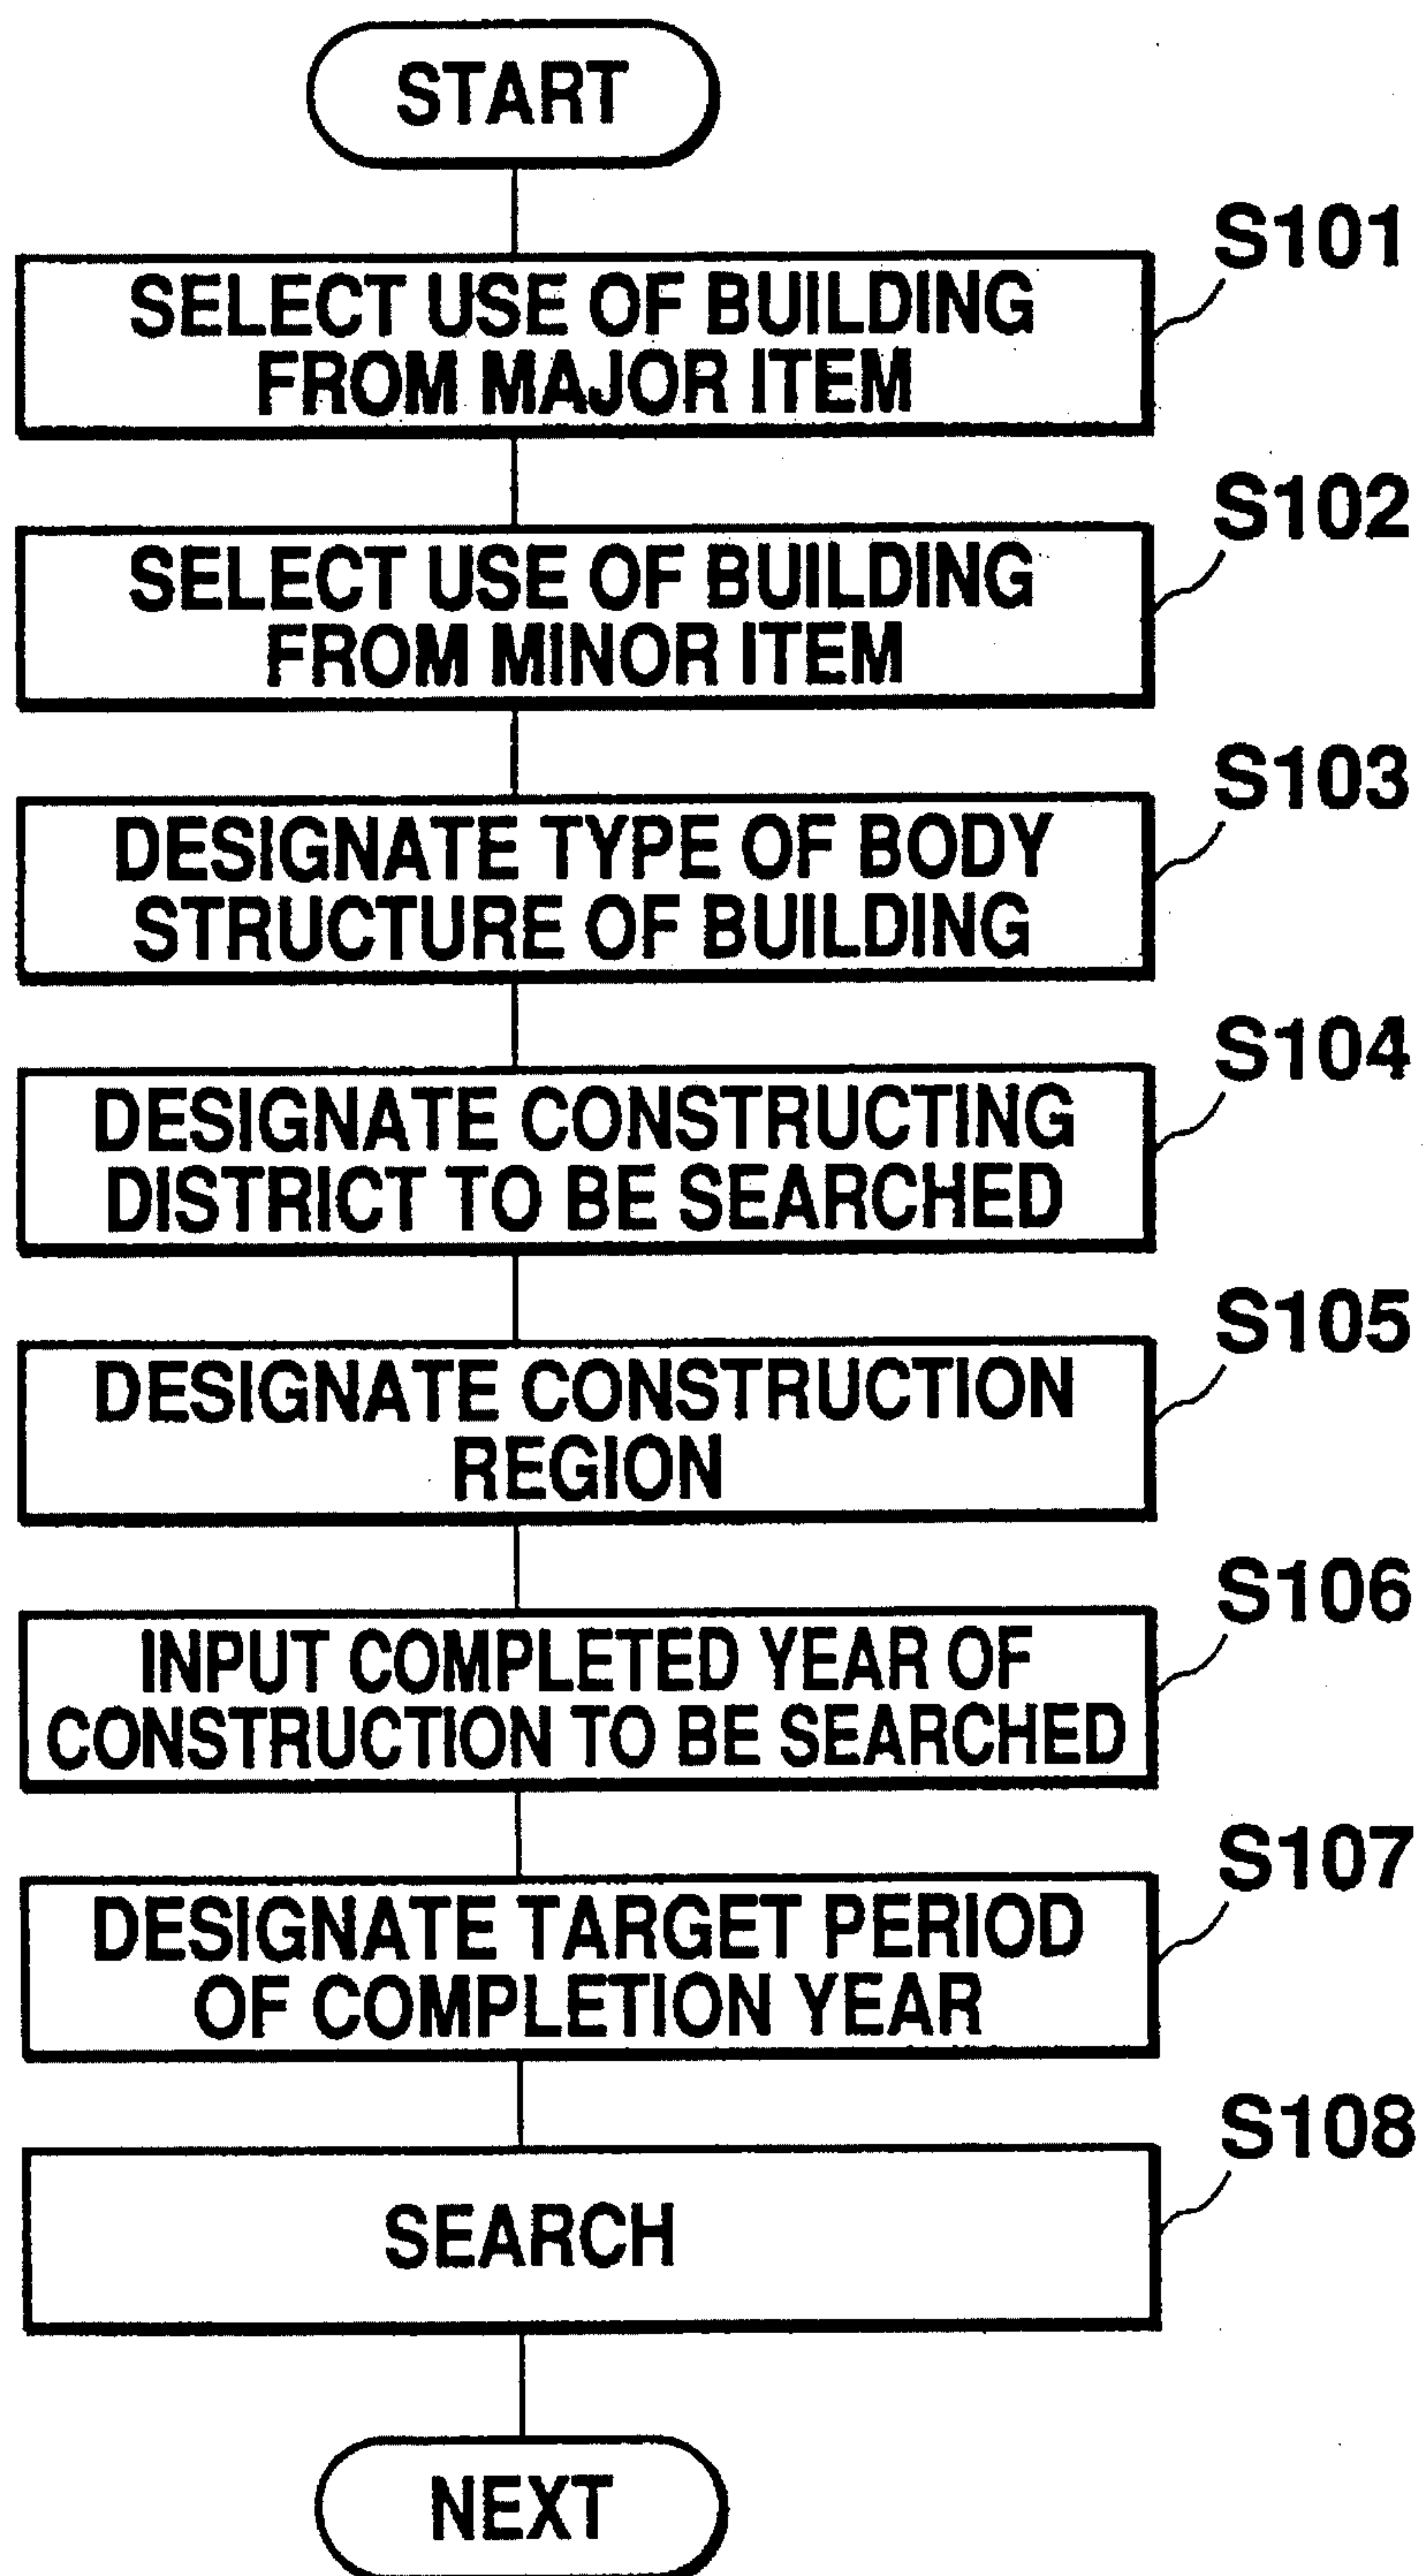 START
S101
SELECT USE OF BUILDING
FROM MAJOR ITEM
S102
SELECT USE OF BUILDING
FROM MINOR ITEM
S103
DESIGNATE TYPE OF BODY
STRUCTURE OF BUILDING
S104
DESIGNATE CONSTRUCTING
DISTRICT TO BE SEARCHED
S105
DESIGNATE CONSTRUCTION
REGION
S106
INPUT COMPLETED YEAR OF
CONSTRUCTION TO BE SEARCHED
S107
DESIGNATE TARGET PERIOD
OF COMPLETION YEAR
S108
SEARCH
NEXT